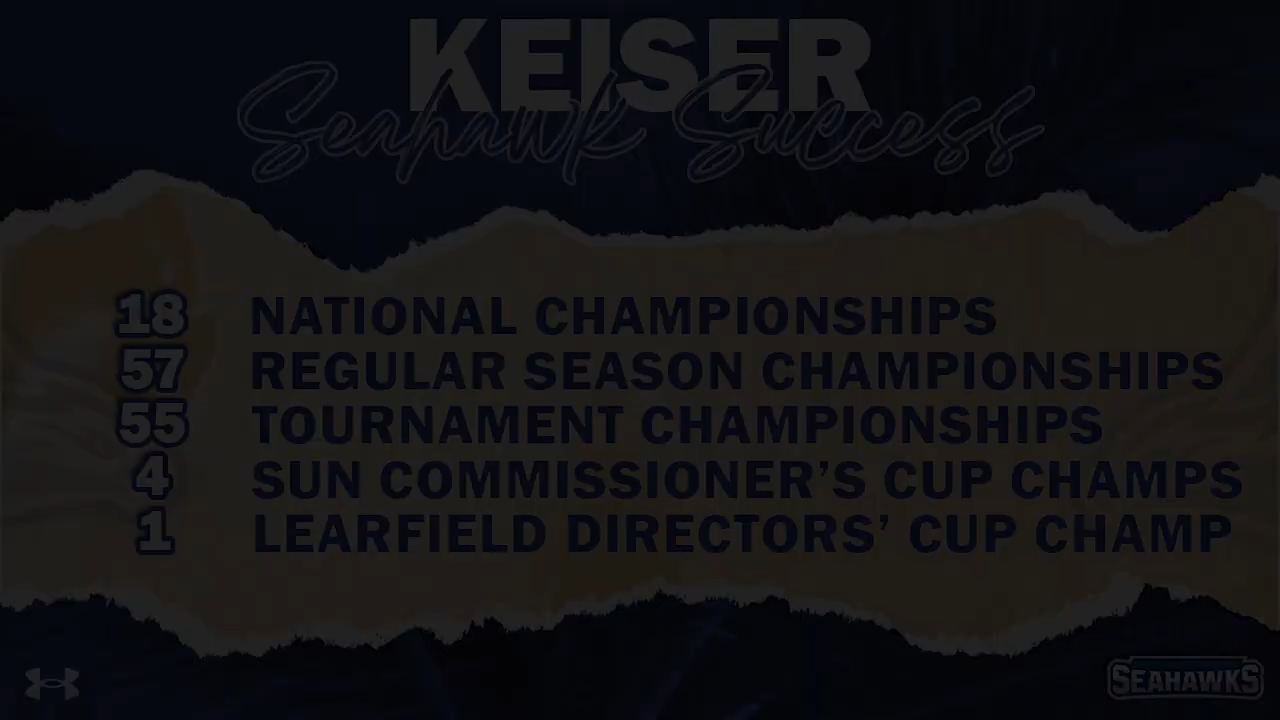 KEISER
Seahawk Success
18 NATIONAL CHAMPIONSHIPS
57 REGULAR SEASON CHAMPIONSHIPS
55 TOURNAMENT CHAMPIONSHIPS
4 SUN COMMISSIONER’S CUP CHAMPS
1 LEARFIELD DIRECTORS’ CUP CHAMP
SEAHAWKS